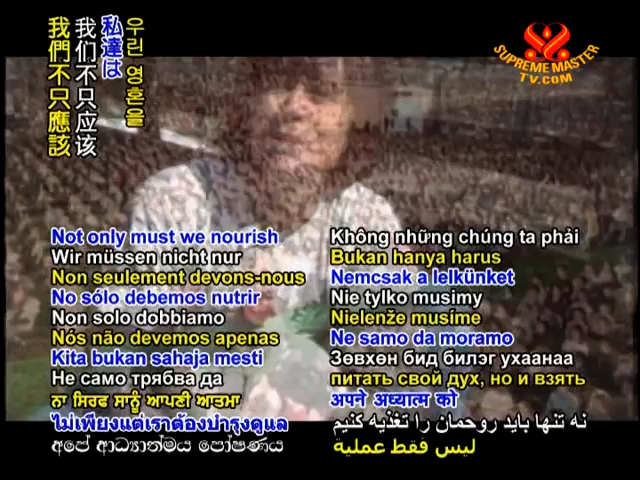 SUPREME MASTER
TV.COM
우린 영혼을
私達は
我们不只应该
我們不只應該
Not only must we nourish
Wir müssen nicht nur
Non seulement devons-nous
No sólo debemos nutrir
Non solo dobbiamo
Nós não devemos apenas
Kita bukan sahaja mesti
Не само трябва да
ਨਾ ਸਿਰਫ ਸਾਨੂੰ ਆਪਣੀ ਆਤਮਾ
ไม่เพียงแต่เราต้องบำรุงดูแล
අපේ ආධ්‍යාත්මය පෝෂණය
Không những chúng ta phải
Bukan hanya harus
Nemcsak a lelkünket
Nie tylko musimy
Nielenže musíme
Ne samo da moramo
Зөвхөн бид билэг ухаанаа
питать свой дух, но и взять
अपने अध्यात्म को
نه تنها باید روحمان را تغذیه کنیم
ليس فقط عملية